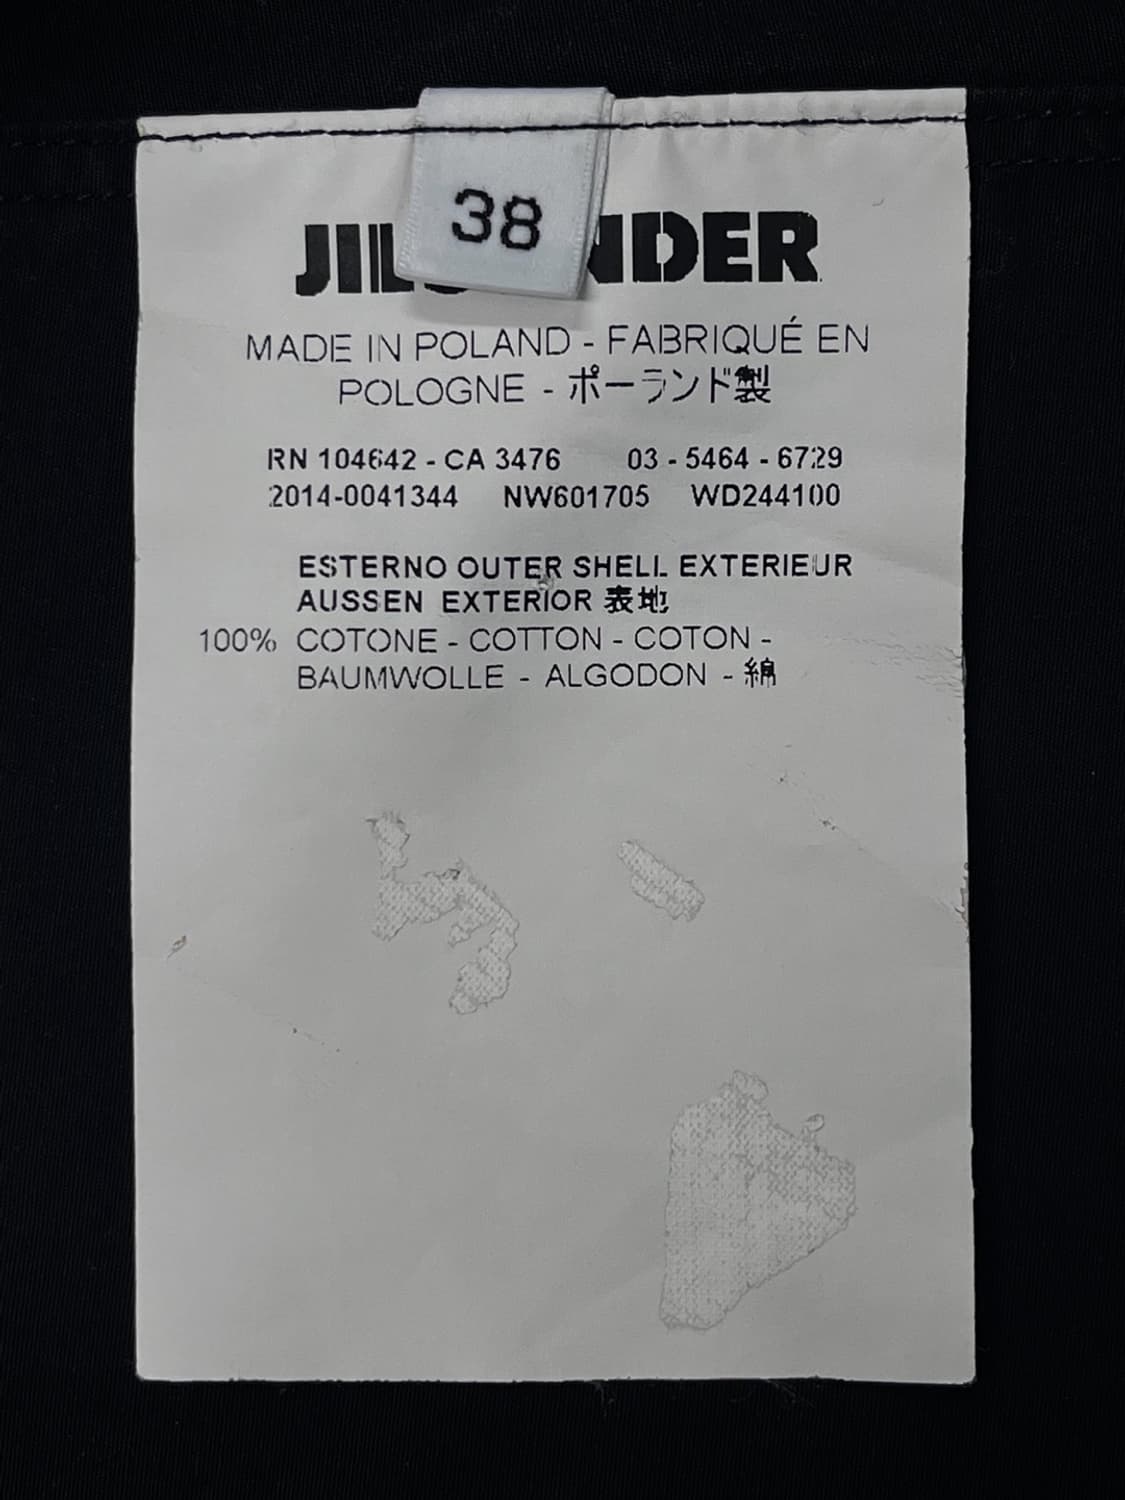 38
JIL SANDER
MADE IN POLAND - FABRIQUÉ EN
POLOGNE - ポーランド製
RN 104642 - CA 3476 03 - 5464 - 6729
2014-0041344 NW601705 WD244100
ESTERNO OUTER SHELL EXTERIEUR
AUSSEN EXTERIOR 表地
100% COTONE - COTTON - COTON -
BAUMWOLLE - ALGODON - 綿